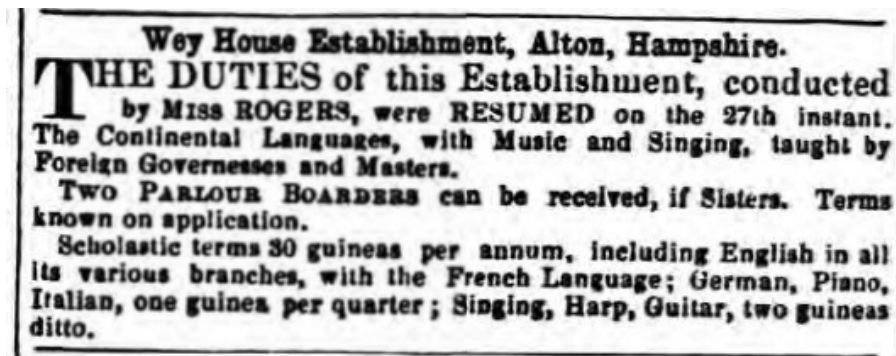 Wey House Establishment, Alton, Hampshire.
THE DUTIES of this Establishment, conducted
by MISS ROGERS, were RESUMED on the 27th instant.
The Continental Languages, with Music and Singing, taught by
Foreign Governesses and Masters.
TWO PARLOUR BOARDERS can be received, if Sisters. Terms
known on application.
Scholastic terms 30 guineas per annum, including English in all
its various branches, with the French Language; German, Piano,
Italian, one guinea per quarter; Singing, Harp, Guitar, two guineas
ditto.